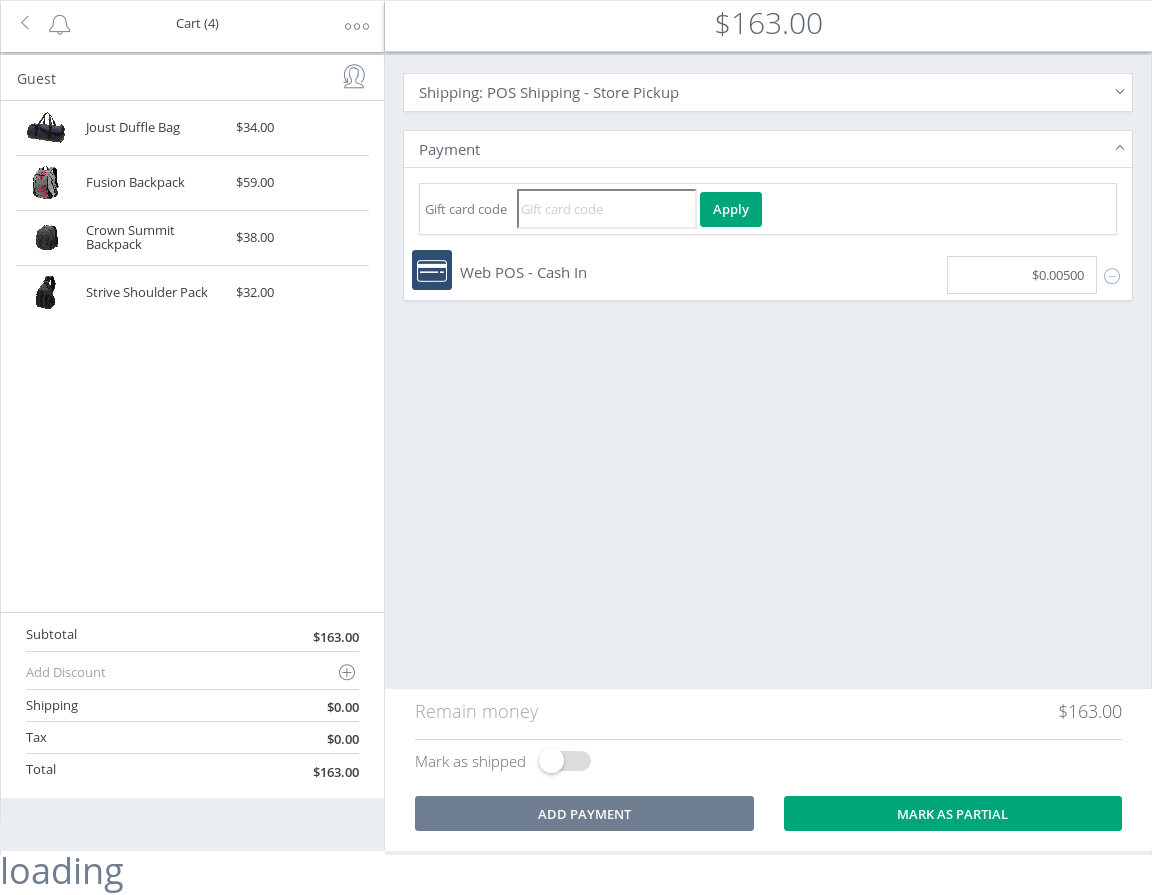 Cart (4)
$163.00
Guest
Joust Duffle Bag $34.00
Fusion Backpack $59.00
Crown Summit
Backpack
$38.00
Strive Shoulder Pack $32.00
Subtotal $163.00
Add Discount
Shipping $0.00
Tax $0.00
Total $163.00
Shipping: POS Shipping - Store Pickup
Payment
Gift card code Gift card code Apply
Web POS - Cash In $0.00500
Remain money $163.00
Mark as shipped
ADD PAYMENT MARK AS PARTIAL
loading